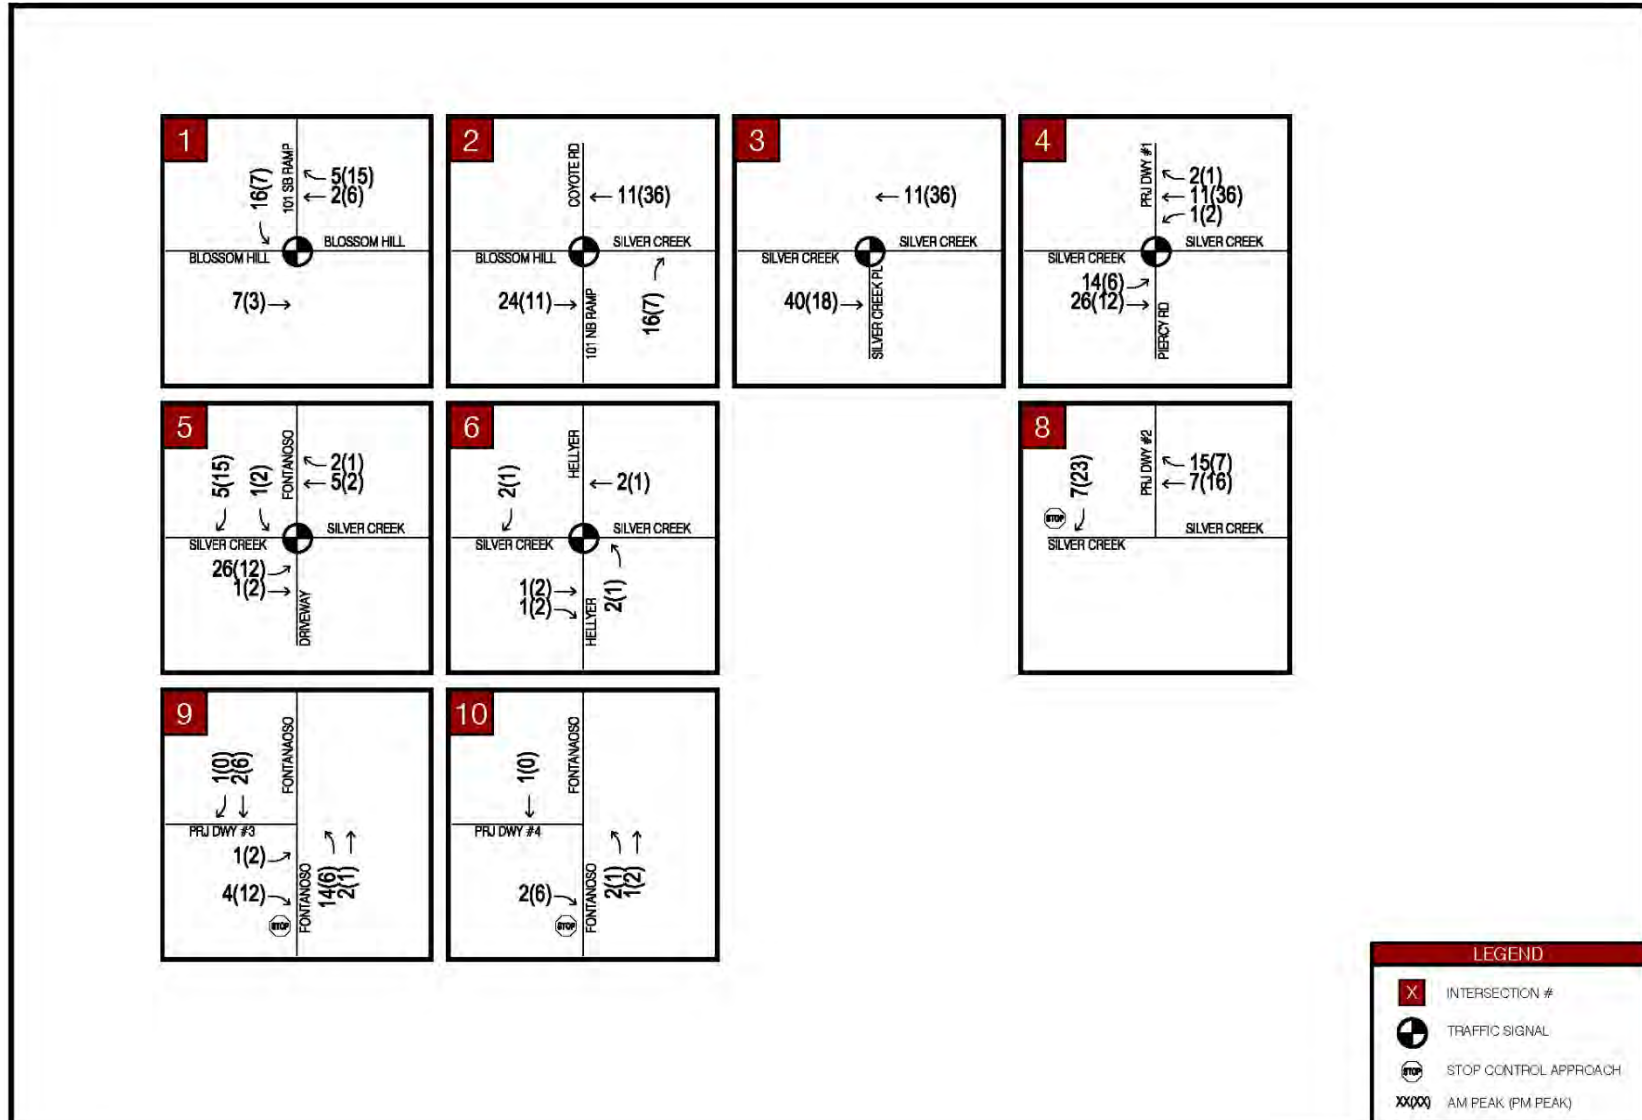 1
101 SB RAMP
16(7)
5(15)
2(6)
BLOSSOM HILL
BLOSSOM HILL
7(3)
2
COYOTE RD
11(36)
SILVER CREEK
BLOSSOM HILL
24(11)
101 NB RAMP
16(7)
3
11(36)
SILVER CREEK
SILVER CREEK
40(18)
SILVER CREEK PL
4
PRJ DWY #1
2(1)
11(36)
1(2)
SILVER CREEK
SILVER CREEK
14(6)
26(12)
PIERCY RD
5
5(15)
1(2)
FONTANOSO
2(1)
5(2)
SILVER CREEK
SILVER CREEK
26(12)
1(2)
DRIVEWAY
6
2(1)
HELLYER
2(1)
SILVER CREEK
SILVER CREEK
1(2)
1(2)
HELLYER
2(1)
8
7(23)
PRJ DWY #2
15(7)
7(16)
STOP
SILVER CREEK
SILVER CREEK
9
1(0)
2(6)
FONTANAOSO
PRJ DWY #3
1(2)
4(12)
STOP
FONTANOSO
14(6)
2(1)
10
1(0)
FONTANAOSO
PRJ DWY #4
2(6)
STOP
FONTANOSO
2(1)
1(2)
LEGEND
X INTERSECTION #
TRAFFIC SIGNAL
STOP STOP CONTROL APPROACH
XX(XX) AM PEAK (PM PEAK)